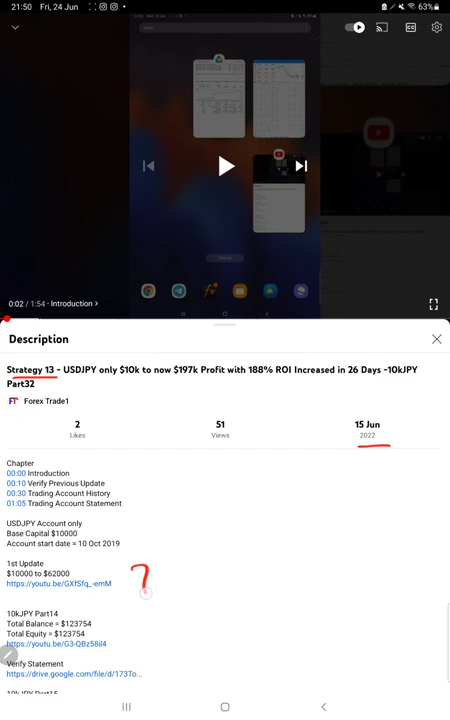 21:50 Fri, 24 Jun
63%
0:02 / 1:54 · Introduction >
Description
Strategy 13 - USDJPY only $10k to now $197k Profit with 188% ROI Increased in 26 Days -10kJPY
Part32
FT Forex Trade1
2 51 15 Jun
Likes Views 2022
Chapter
00:00 Introduction
00:10 Verify Previous Update
00:30 Trading Account History
01:05 Trading Account Statement
USDJPY Account only
Base Capital $10000
Account start date = 10 Oct 2019
1st Update
$10000 to $62000
https://youtu.be/GXfSfq_-emM
?
10kJPY Part14
Total Balance = $123754
Total Equity = $123754
https://youtu.be/G3-QBz58iI4
Verify Statement
https://drive.google.com/file/d/173To...
10kJPY Part15